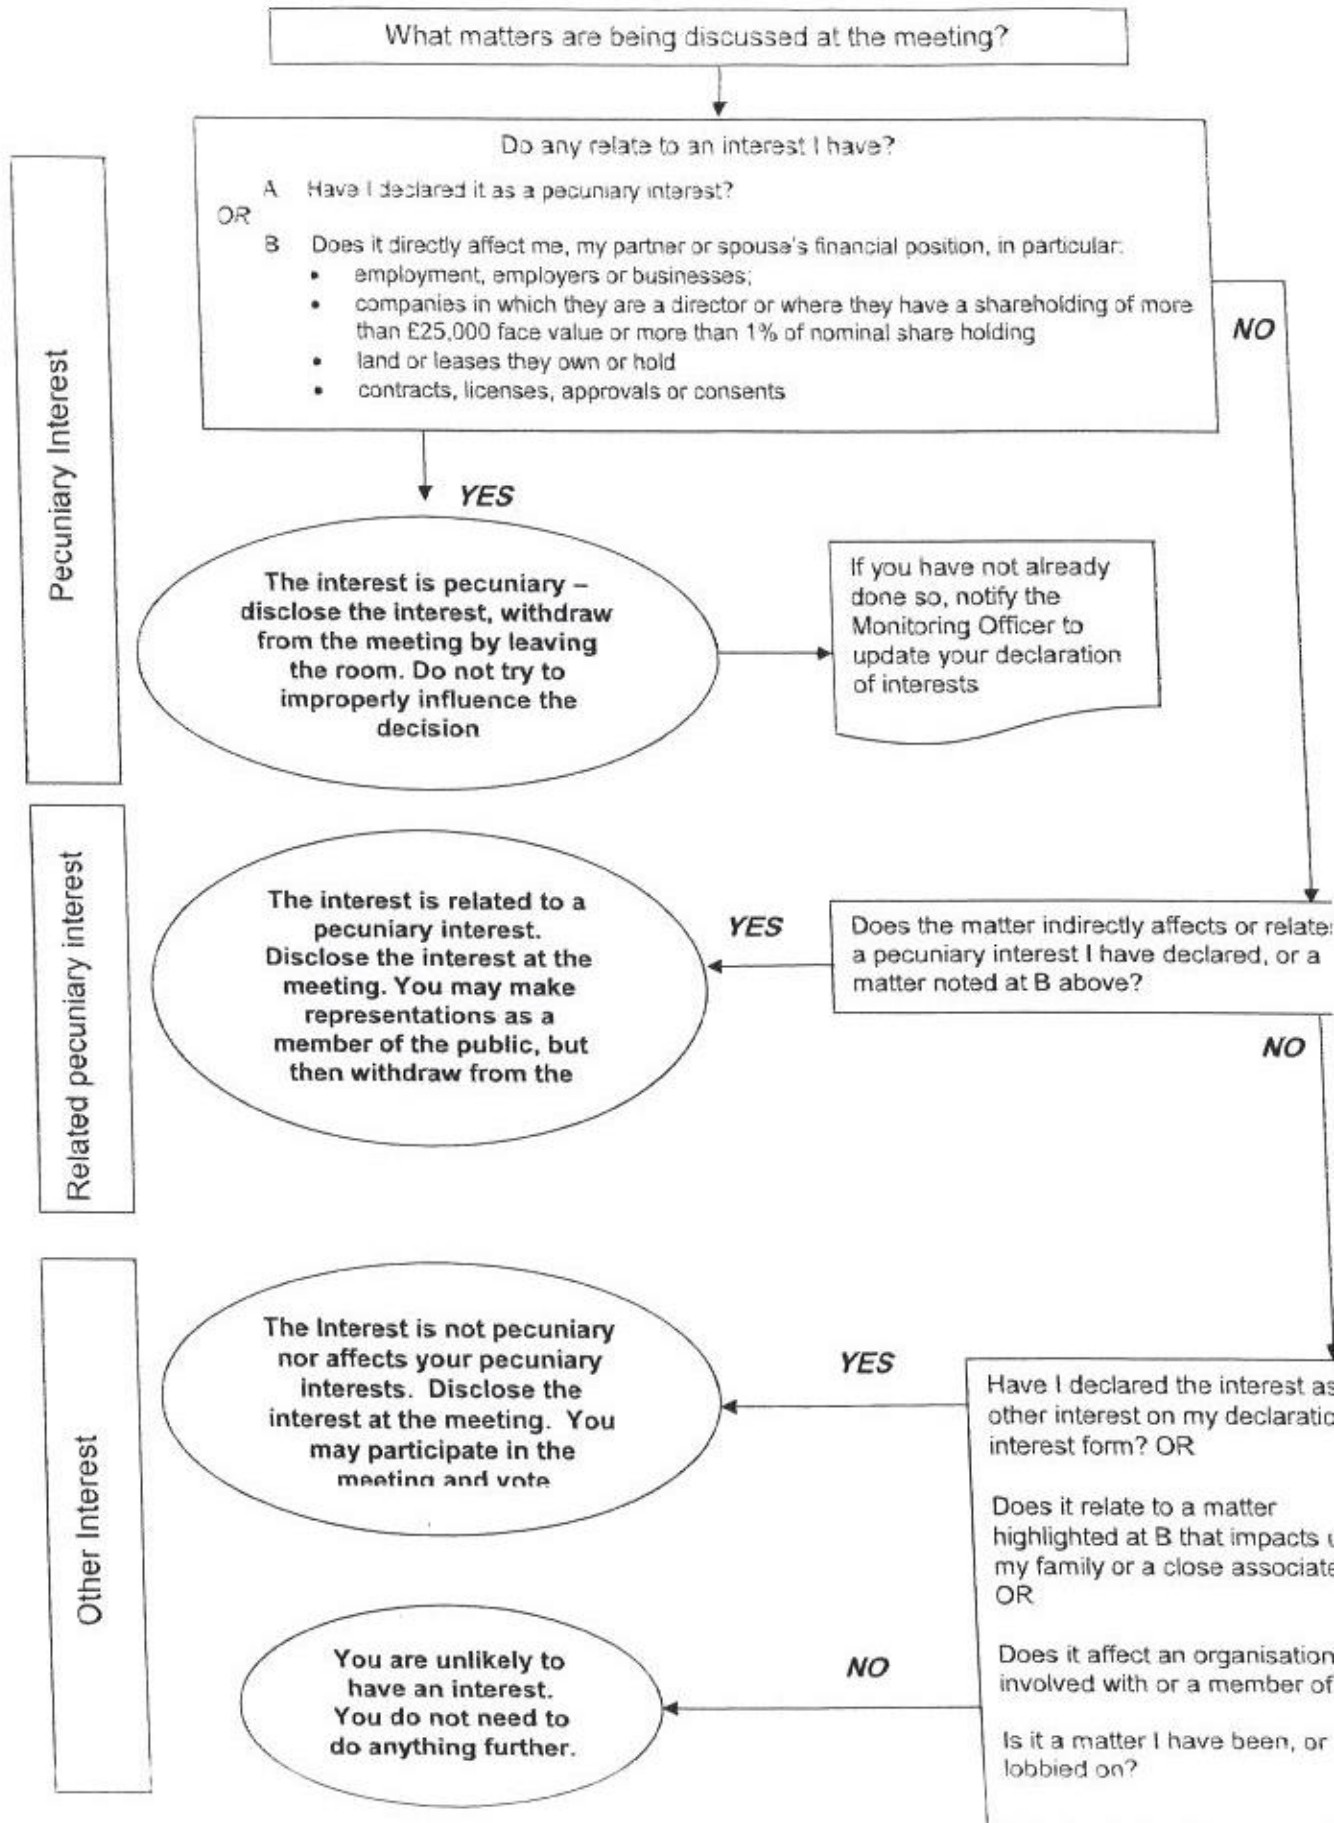 What matters are being discussed at the meeting?
Do any relate to an interest I have?
A Have I declared it as a pecuniary interest?
OR
B Does it directly affect me, my partner or spouse's financial position, in particular:
• employment, employers or businesses;
• companies in which they are a director or where they have a shareholding of more
than £25,000 face value or more than 1% of nominal share holding
• land or leases they own or hold
• contracts, licenses, approvals or consents
NO
Pecuniary Interest
YES
The interest is pecuniary –
disclose the interest, withdraw
from the meeting by leaving
the room. Do not try to
improperly influence the
decision
If you have not already
done so, notify the
Monitoring Officer to
update your declaration
of interests
Related pecuniary interest
The interest is related to a
pecuniary interest.
Disclose the interest at the
meeting. You may make
representations as a
member of the public, but
then withdraw from the
YES
Does the matter indirectly affects or relate
a pecuniary interest I have declared, or a
matter noted at B above?
NO
Other Interest
The Interest is not pecuniary
nor affects your pecuniary
interests. Disclose the
interest at the meeting. You
may participate in the
meeting and vote
YES
Have I declared the interest as
other interest on my
interest form? OR
Does it relate to a matter
highlighted at B that impacts
my family or a close associate
OR
Does it affect an organisation
involved with or a member of
Is it a matter I have been, or
lobbied on?
NO
You are unlikely to
have an interest.
You do not need to
do anything further.